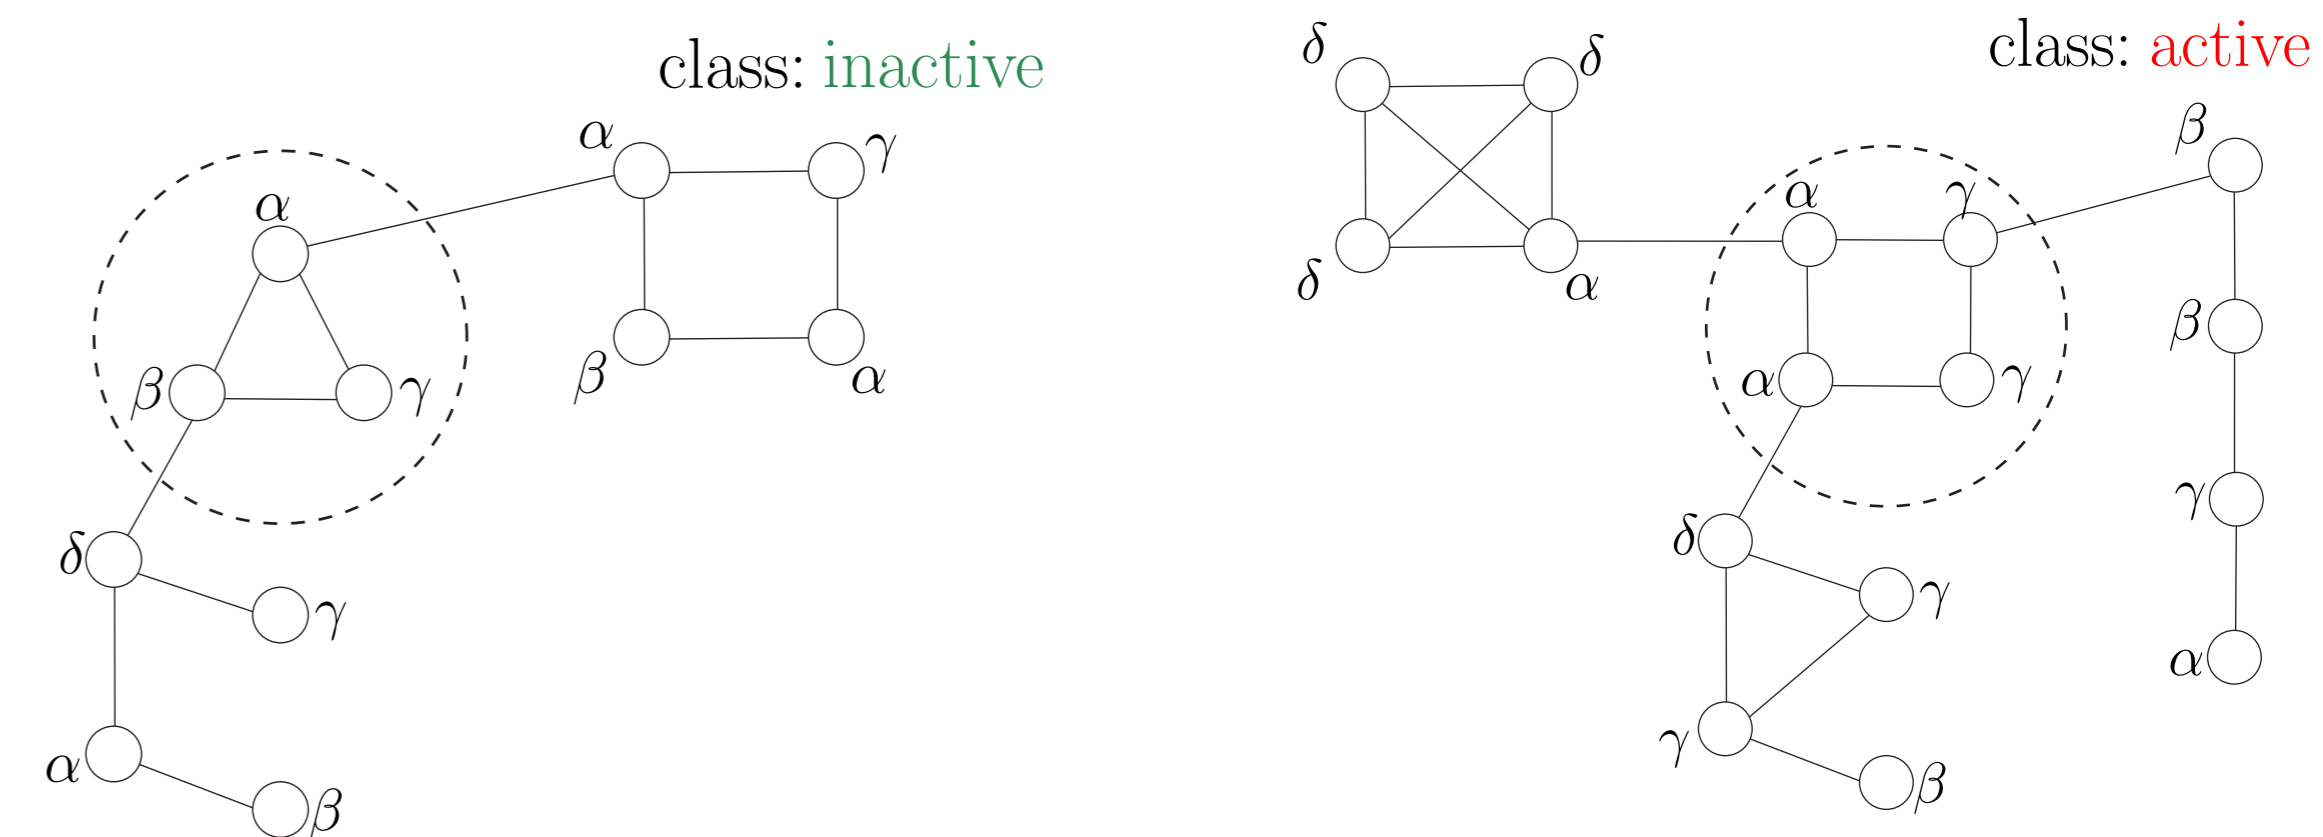 class: inactive
α
γ
α
β
γ
β
α
δ
γ
α
β
class: active
δ
δ
β
α
γ
δ
α
β
α
γ
γ
δ
γ
α
γ
β